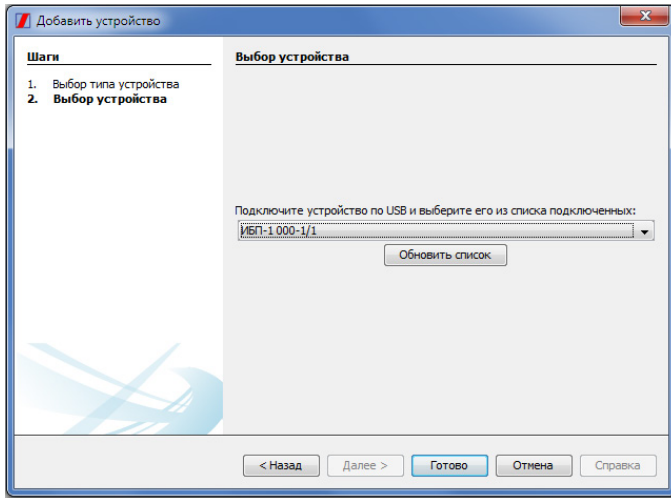 Добавить устройство
Шаги
1. Выбор типа устройства
2. Выбор устройства
Выбор устройства
Подключите устройство по USB и выберите его из списка подключенных:
ИБП-1 000-1/1
Обновить список
< Назад Далее > Готово Отмена Справка